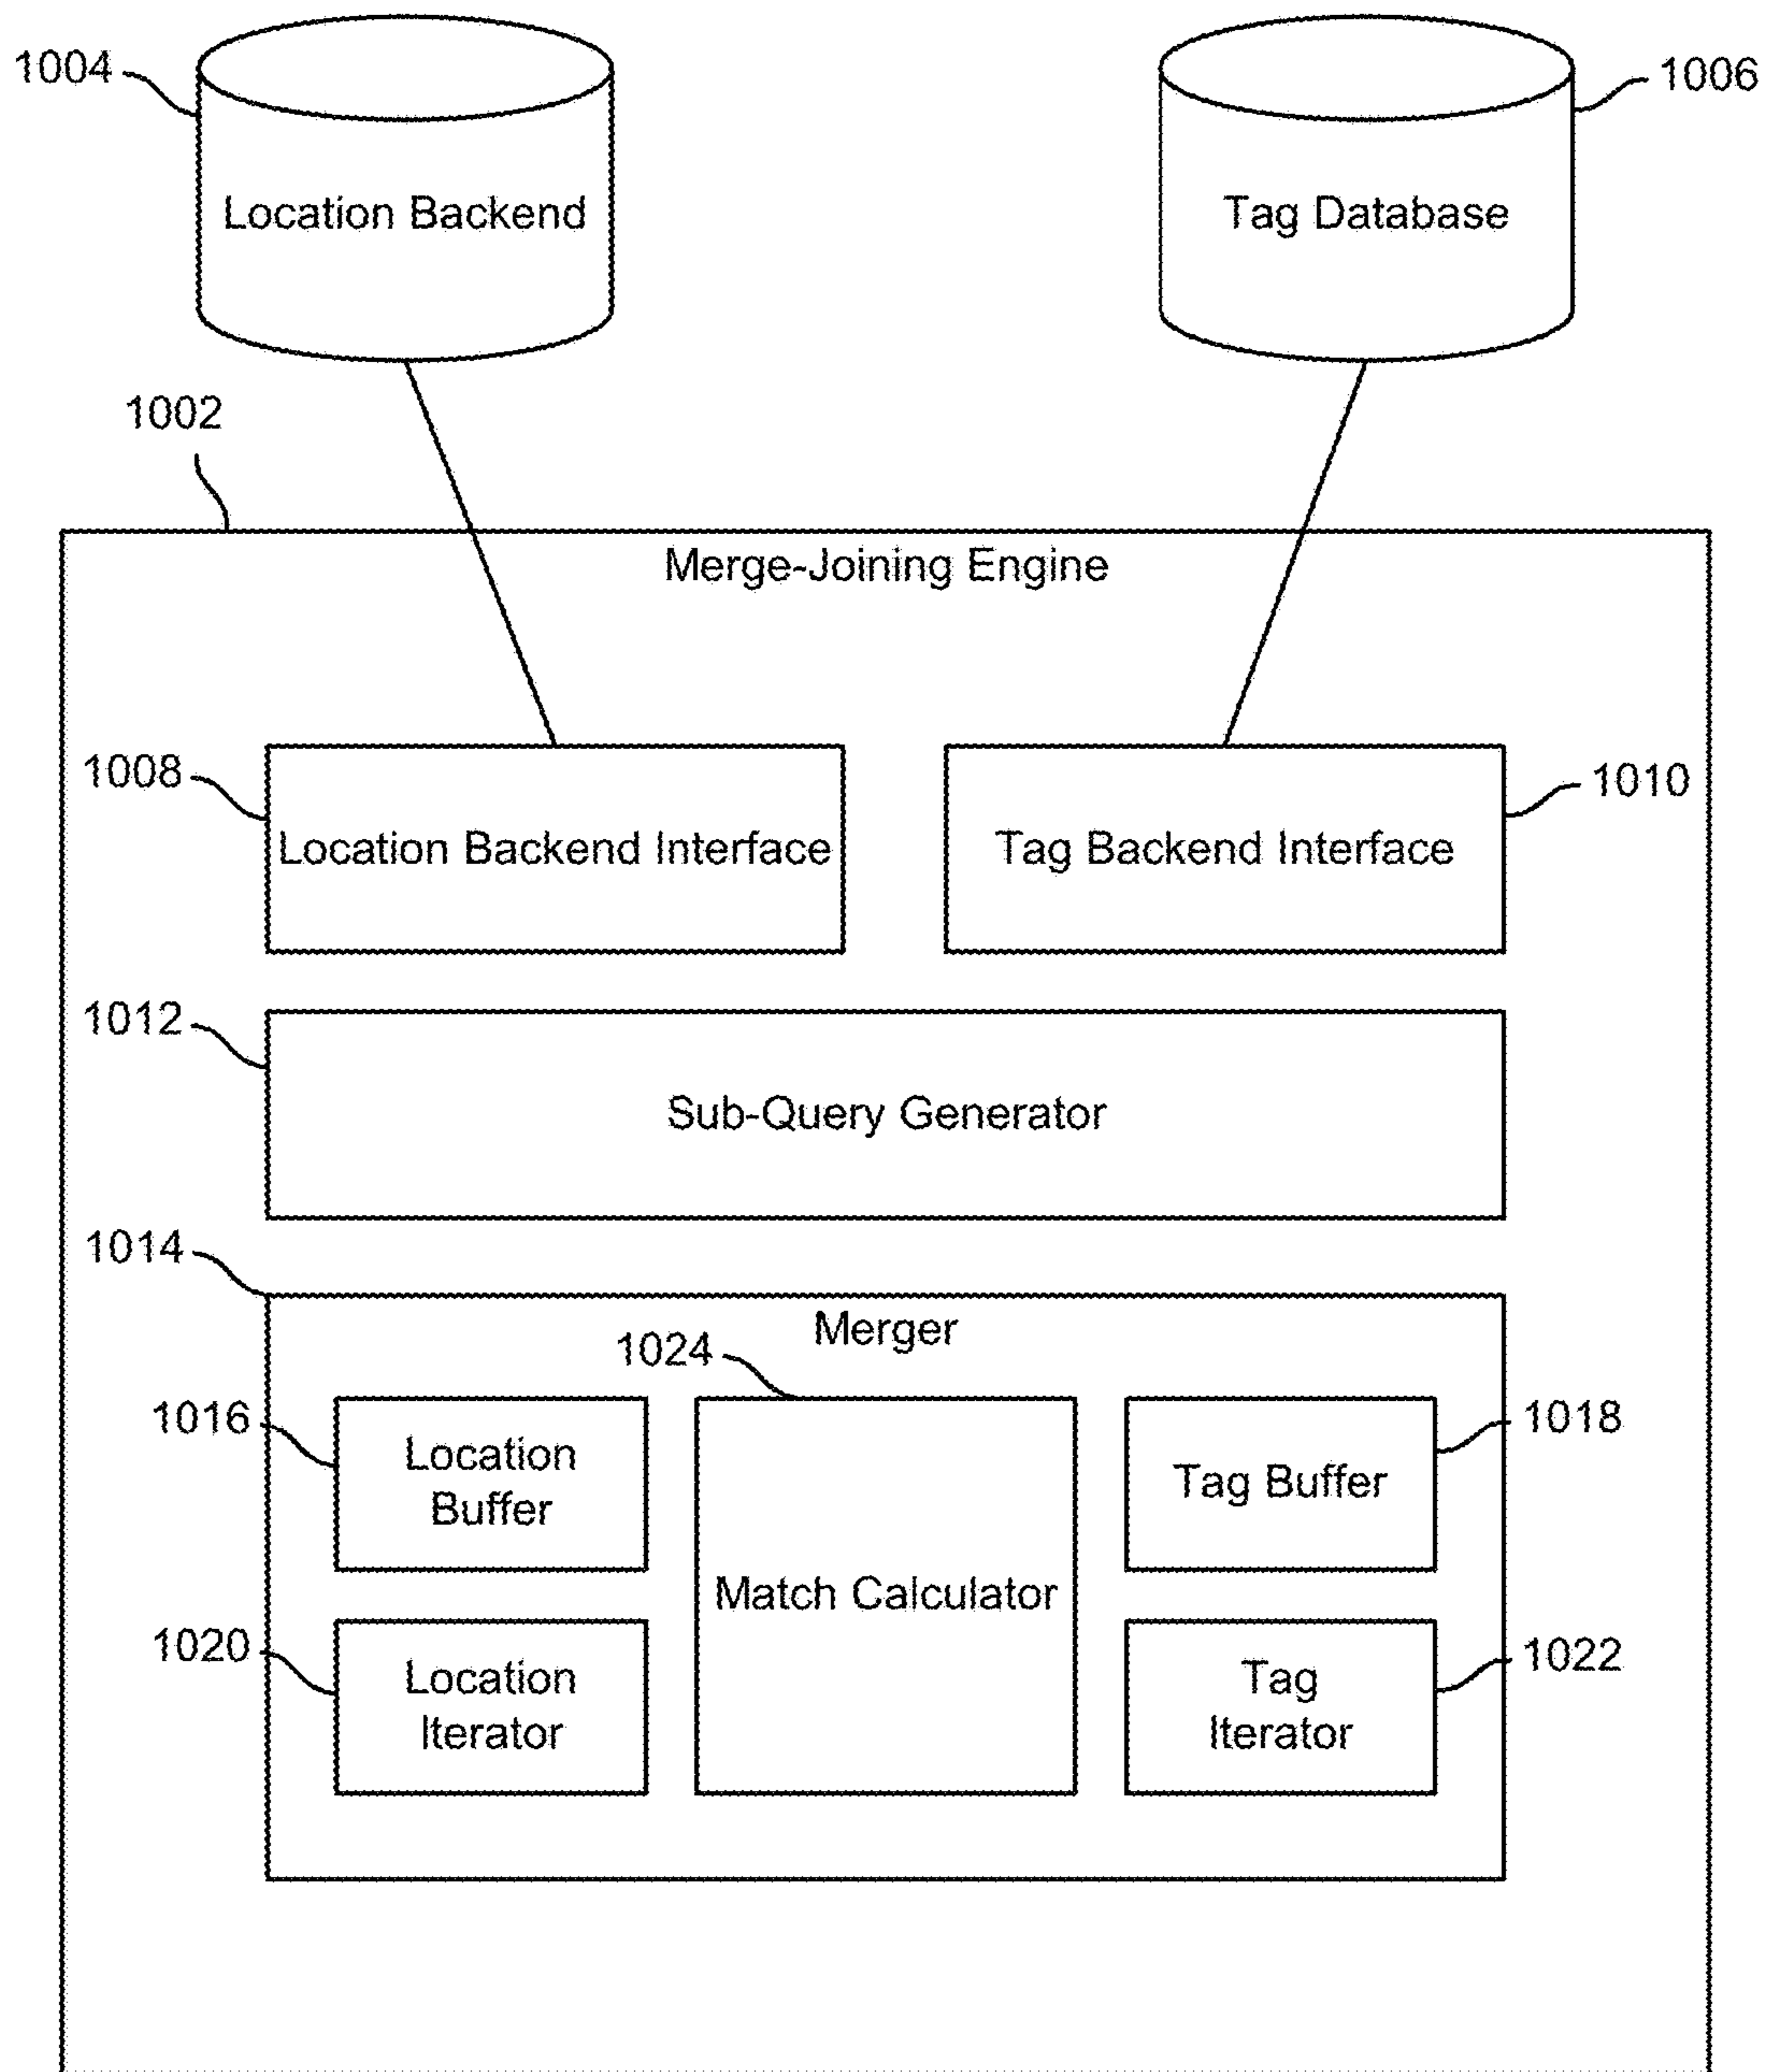 1004
1006
Location Backend
Tag Database
1002
Merge-Joining Engine
1008
1010
Location Backend Interface
Tag Backend Interface
1012
Sub-Query Generator
1014
Merger
1024
1016
1018
Location
Buffer
Tag Buffer
Match Calculator
1020
1022
Location
Iterator
Tag
Iterator